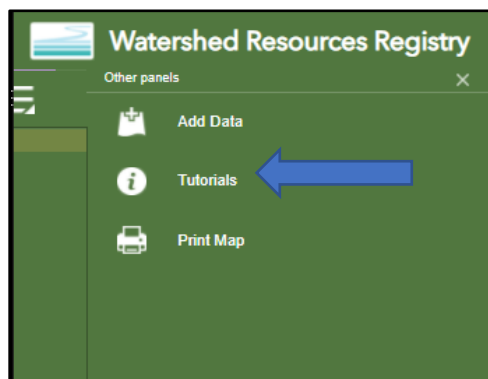 Watershed Resources Registry
Other panels
Add Data
Tutorials
Print Map